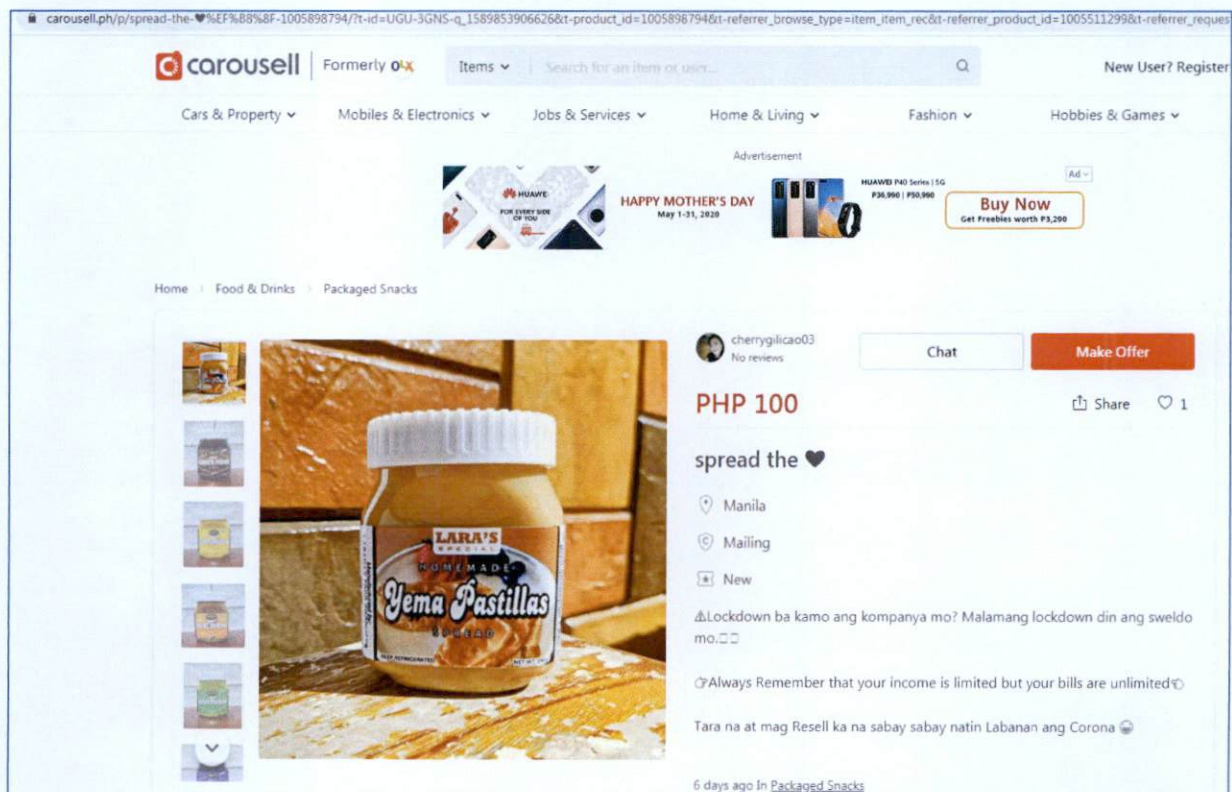 carousell.ph/p/spread-the-♥%EF%B8%8F-1005898794/?t-id=UGU-3GNS-q_1589853906626&t-product_id=1005898794&t-referrer_browse_type=item_item_rec&t-referrer_product_id=1005511299&t-referrer_reques
carousell Formerly OLX Items Search for an item or user... New User? Register
Cars & Property Mobiles & Electronics Jobs & Services Home & Living Fashion Hobbies & Games
Advertisement
HUAWEI
FOR EVERY SIDE
OF YOU
HAPPY MOTHER'S DAY
May 1-31, 2020
HUAWEI P40 Series | 5G
P36,990 | P50,990
Ad
Buy Now
Get Freebies worth P3,290
Home Food & Drinks Packaged Snacks
cherrygilicao03
No reviews
Chat
Make Offer
PHP 100
Share 1
spread the ♥
Manila
Mailing
New
⚠Lockdown ba kamo ang kompanya mo? Malamang lockdown din ang sweldo
mo.□□
👉Always Remember that your income is limited but your bills are unlimited👈
Tara na at mag Resell ka na sabay sabay natin Labanan ang Corona 😷
6 days ago In Packaged Snacks
LARA'S
SPECIAL
HOMEMADE
Yema Pastillas
SPREAD
KEEP REFRIGERATED